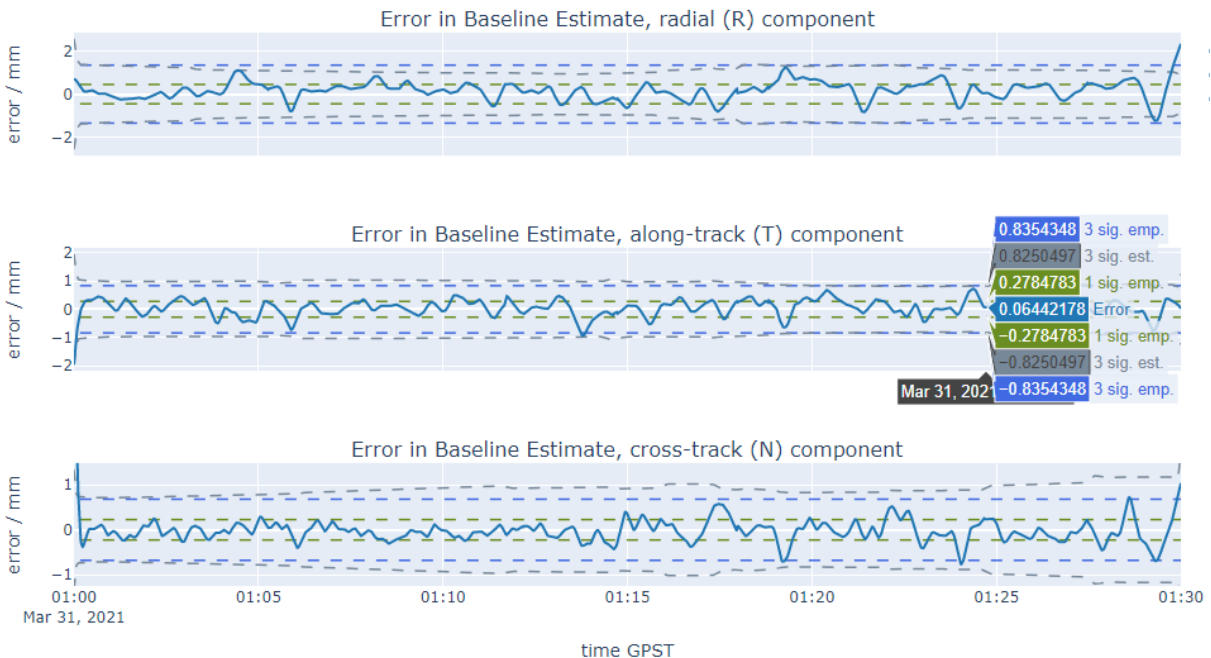 Error in Baseline Estimate, radial (R) component
error / mm
2
0
−2
Error in Baseline Estimate, along-track (T) component
error / mm
2
1
0
−1
−2
0.8354348 3 sig. emp.
0.8250497 3 sig. est.
0.2784783 1 sig. emp.
0.06442178 Error
−0.2784783 1 sig. emp.
−0.8250497 3 sig. est.
−0.8354348 3 sig. emp.
Mar 31, 2021
Error in Baseline Estimate, cross-track (N) component
error / mm
1
0
−1
01:00 01:05 01:10 01:15 01:20 01:25 01:30
Mar 31, 2021
time GPST